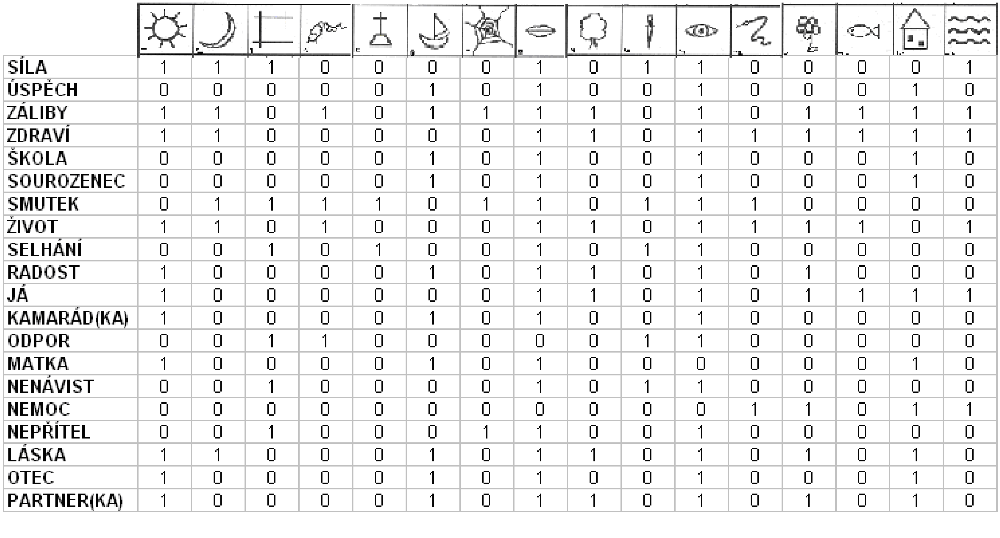 SÍLA 1 1 1 0 0 0 0 1 0 1 1 0 0 0 0 1
ÚSPĚCH 0 0 0 0 0 1 0 1 0 0 1 0 0 0 1 0
ZÁLIBY 1 1 0 1 0 1 1 1 1 0 1 0 1 1 1 1
ZDRAVÍ 1 1 0 0 0 0 0 1 1 0 1 1 1 1 1 1
ŠKOLA 0 0 0 0 0 1 0 1 0 0 1 0 0 0 1 0
SOUROZENEC 0 0 0 0 0 1 0 1 0 0 1 0 0 0 1 0
SMUTEK 0 1 1 1 1 0 1 1 0 1 1 1 0 0 0 0
ŽIVOT 1 1 0 1 0 0 0 1 1 0 1 1 1 1 0 1
SELHÁNÍ 0 0 1 0 1 0 0 1 0 1 1 0 0 0 0 0
RADOST 1 0 0 0 0 1 0 1 1 0 1 0 1 0 0 0
JÁ 1 0 0 0 0 0 0 1 1 0 1 0 1 1 1 1
KAMARÁD(KA) 1 0 0 0 0 1 0 1 0 0 1 0 0 0 0 0
ODPOR 0 0 1 1 0 0 0 0 0 1 1 0 0 0 0 0
MATKA 1 0 0 0 0 1 0 1 0 0 0 0 0 0 1 0
NENÁVIST 0 0 1 0 0 0 0 1 0 1 1 0 0 0 0 0
NEMOC 0 0 0 0 0 0 0 0 0 0 0 1 1 0 1 1
NEPŘÍTEL 0 0 1 0 0 0 1 1 0 0 1 0 0 0 0 0
LÁSKA 1 1 0 0 0 1 0 1 1 0 1 0 1 0 1 0
OTEC 1 0 0 0 0 1 0 1 0 0 1 0 0 0 1 0
PARTNER(KA) 1 0 0 0 0 1 0 1 1 0 1 0 1 0 1 0